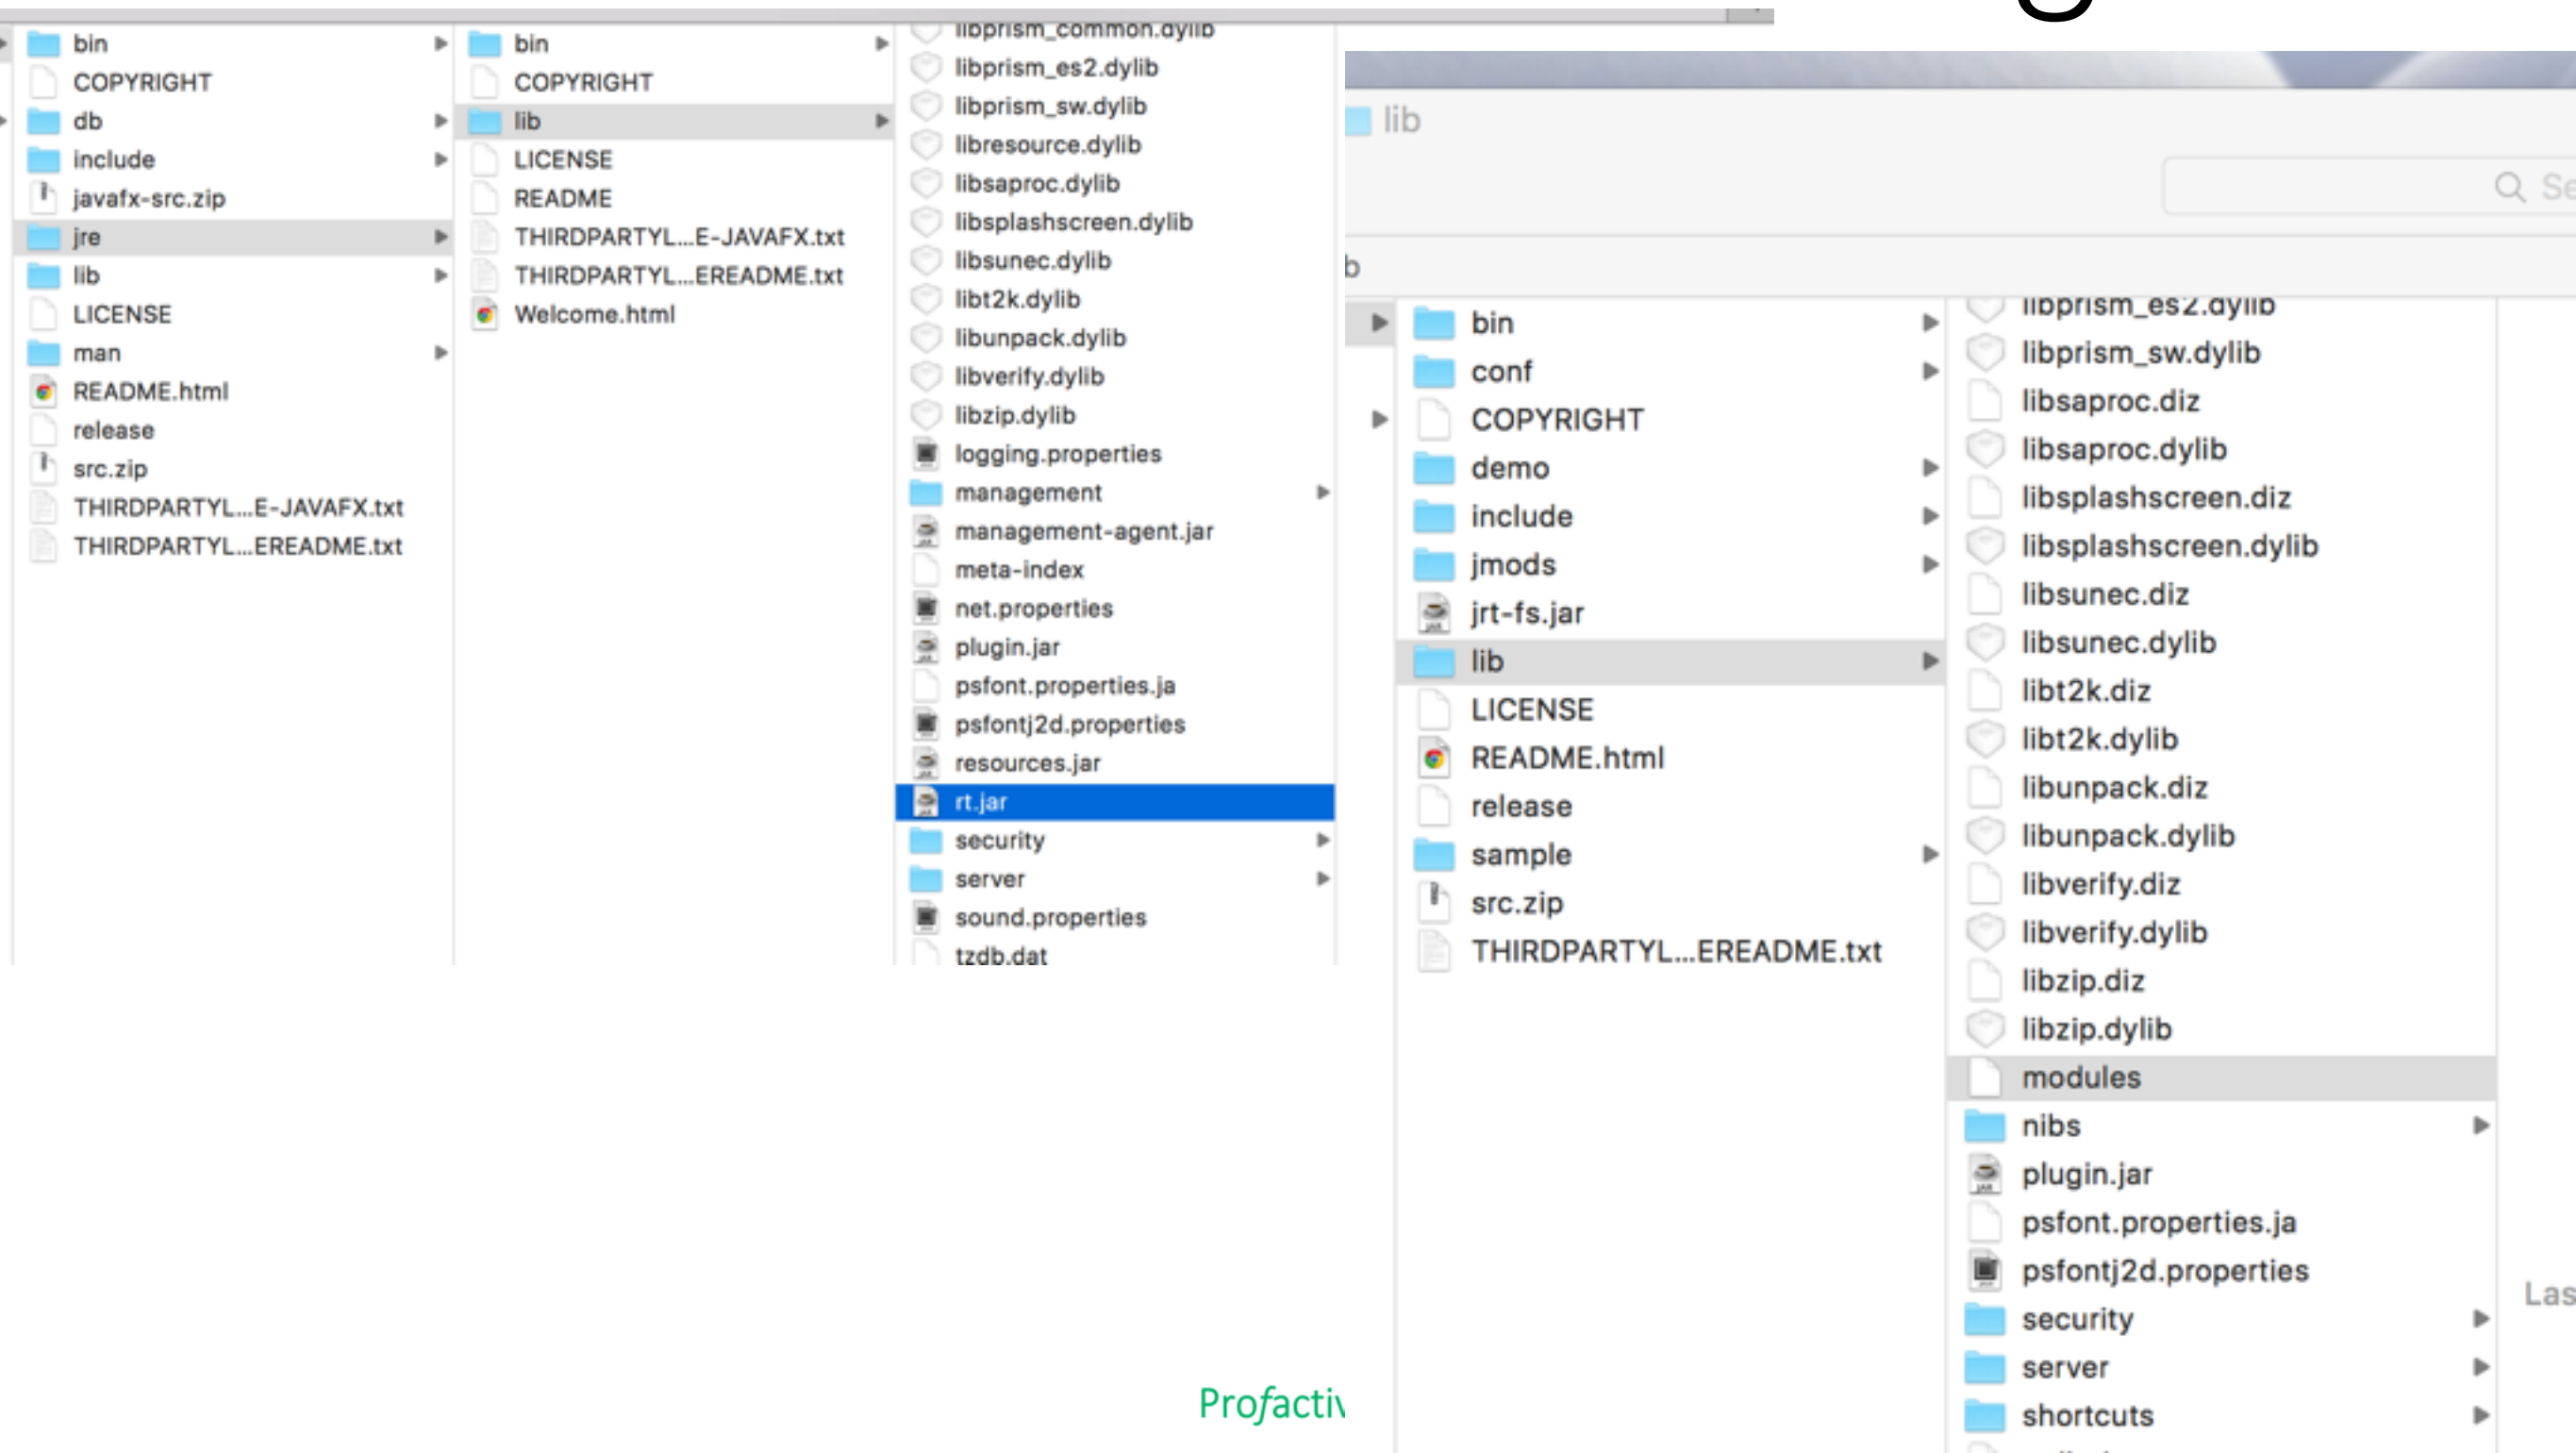 g
bin
COPYRIGHT
db
include
javafx-src.zip
jre
lib
LICENSE
man
README.html
release
src.zip
THIRDPARTYL...E-JAVAFX.txt
THIRDPARTYL...EREADME.txt
bin
COPYRIGHT
lib
LICENSE
README
THIRDPARTYL...E-JAVAFX.txt
THIRDPARTYL...EREADME.txt
Welcome.html
libprism_common.dylib
libprism_es2.dylib
libprism_sw.dylib
libresource.dylib
libsaproc.dylib
libsplashscreen.dylib
libsunec.dylib
libt2k.dylib
libunpack.dylib
libverify.dylib
libzip.dylib
logging.properties
management
management-agent.jar
meta-index
net.properties
plugin.jar
psfont.properties.ja
psfontj2d.properties
resources.jar
rt.jar
security
server
sound.properties
tzdb.dat
lib
Se
b
bin
conf
COPYRIGHT
demo
include
jmods
jrt-fs.jar
lib
LICENSE
README.html
release
sample
src.zip
THIRDPARTYL...EREADME.txt
libprism_es2.dylib
libprism_sw.dylib
libsaproc.diz
libsaproc.dylib
libsplashscreen.diz
libsplashscreen.dylib
libsunec.diz
libsunec.dylib
libt2k.diz
libt2k.dylib
libunpack.diz
libunpack.dylib
libverify.diz
libverify.dylib
libzip.diz
libzip.dylib
modules
nibs
plugin.jar
psfont.properties.ja
psfontj2d.properties
security
server
shortcuts
Las
Profactiv